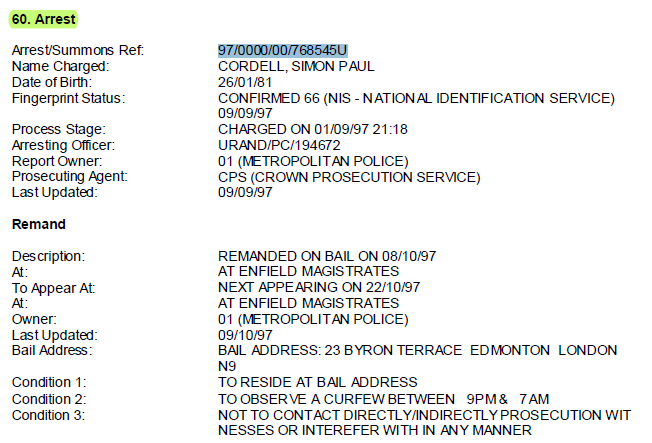 60. Arrest
Arrest/Summons Ref: 97/0000/00/768545U
Name Charged: CORDELL, SIMON PAUL
Date of Birth: 26/01/81
Fingerprint Status: CONFIRMED 66 (NIS - NATIONAL IDENTIFICATION SERVICE)
09/09/97
Process Stage: CHARGED ON 01/09/97 21:18
Arresting Officer: URAND/PC/194672
Report Owner: 01 (METROPOLITAN POLICE)
Prosecuting Agent: CPS (CROWN PROSECUTION SERVICE)
Last Updated: 09/09/97
Remand
Description: REMANDED ON BAIL ON 08/10/97
At: AT ENFIELD MAGISTRATES
To Appear At: NEXT APPEARING ON 22/10/97
At: AT ENFIELD MAGISTRATES
Owner: 01 (METROPOLITAN POLICE)
Last Updated: 09/10/97
Bail Address: BAIL ADDRESS: 23 BYRON TERRACE EDMONTON LONDON
N9
Condition 1: TO RESIDE AT BAIL ADDRESS
Condition 2: TO OBSERVE A CURFEW BETWEEN 9PM & 7AM
Condition 3: NOT TO CONTACT DIRECTLY/INDIRECTLY PROSECUTION WIT
NESSES OR INTEREFER WITH IN ANY MANNER